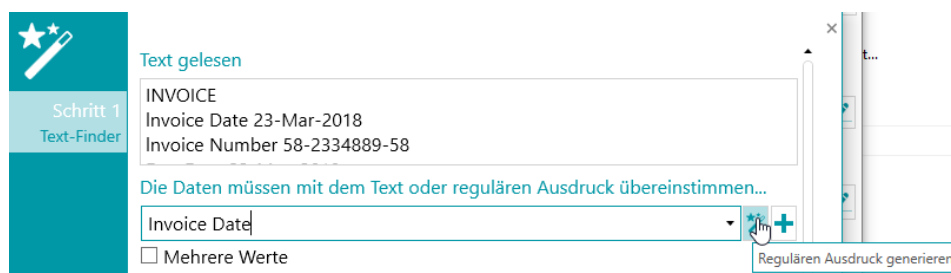 ×
Text gelesen
t...
INVOICE
Invoice Date 23-Mar-2018
Invoice Number 58-2334889-58
Schritt 1
Text-Finder
Die Daten müssen mit dem Text oder regulären Ausdruck übereinstimmen...
Invoice Date
Mehrere Werte
Regulären Ausdruck generieren